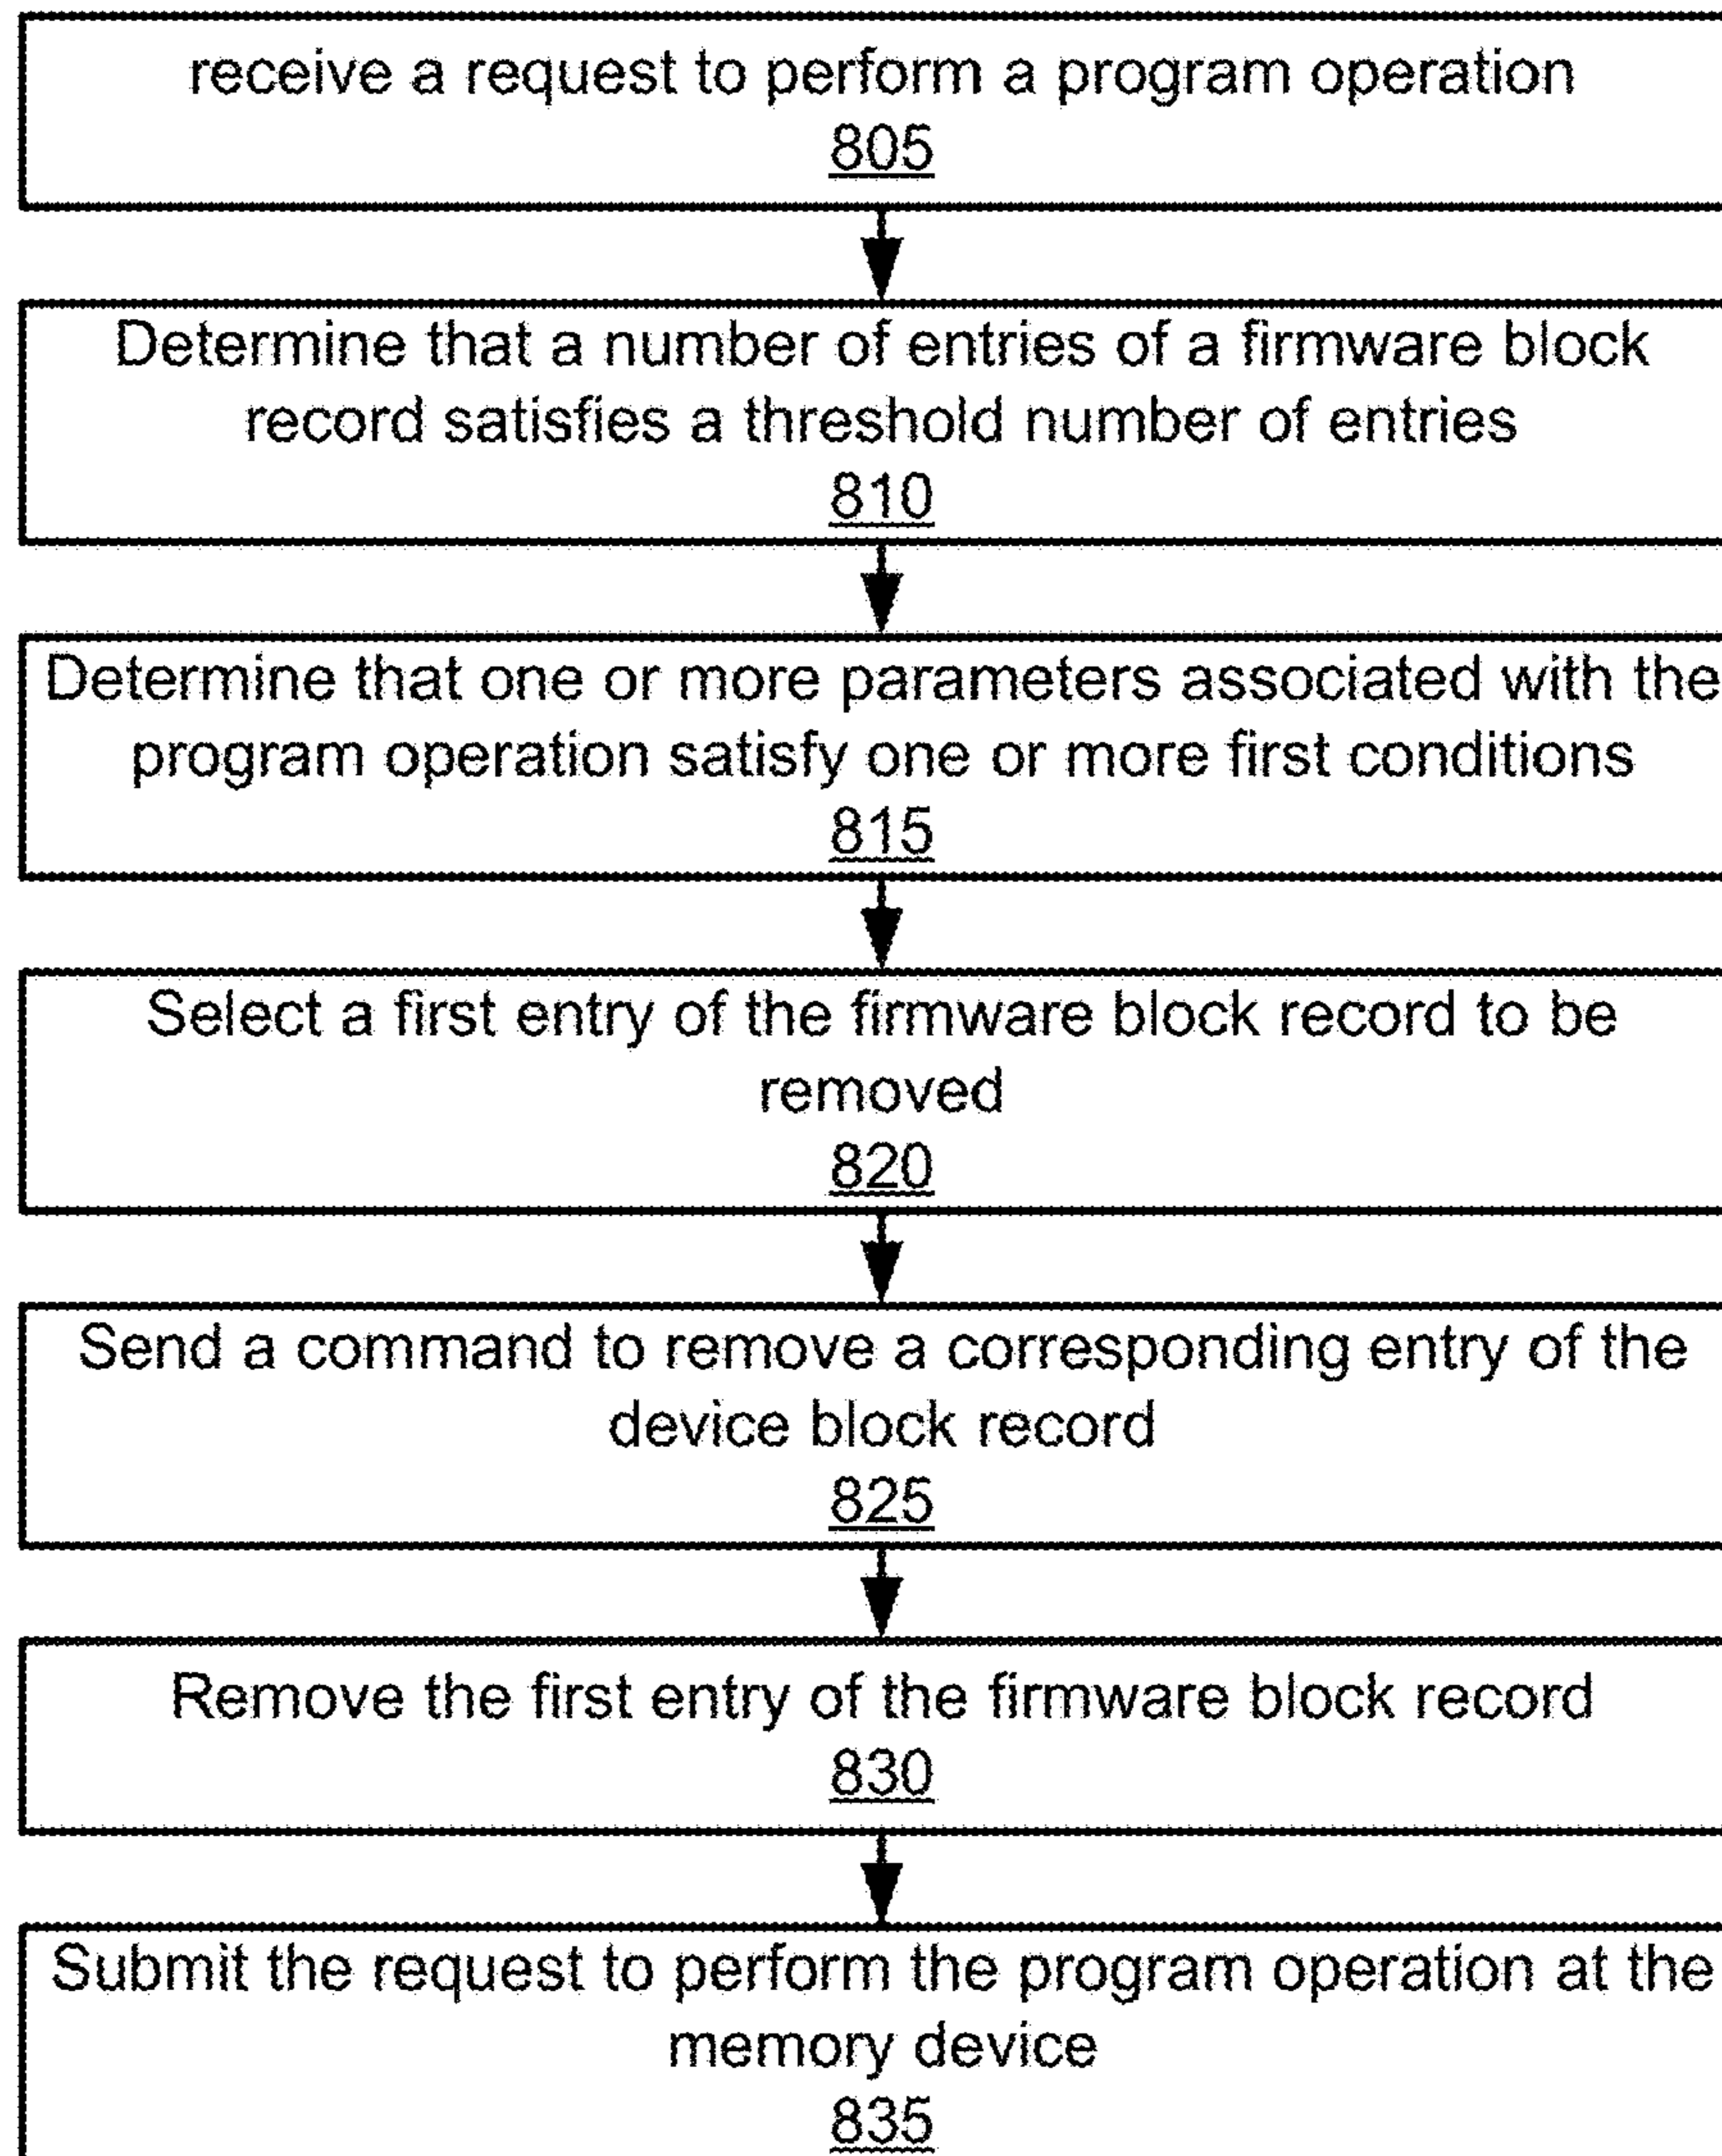 receive a request to perform a program operation
805
Determine that a number of entries of a firmware block
record satisfies a threshold number of entries
810
Determine that one or more parameters associated with the
program operation satisfy one or more first conditions
815
Select a first entry of the firmware block record to be
removed
820
Send a command to remove a corresponding entry of the
device block record
825
Remove the first entry of the firmware block record
830
Submit the request to perform the program operation at the
memory device
835